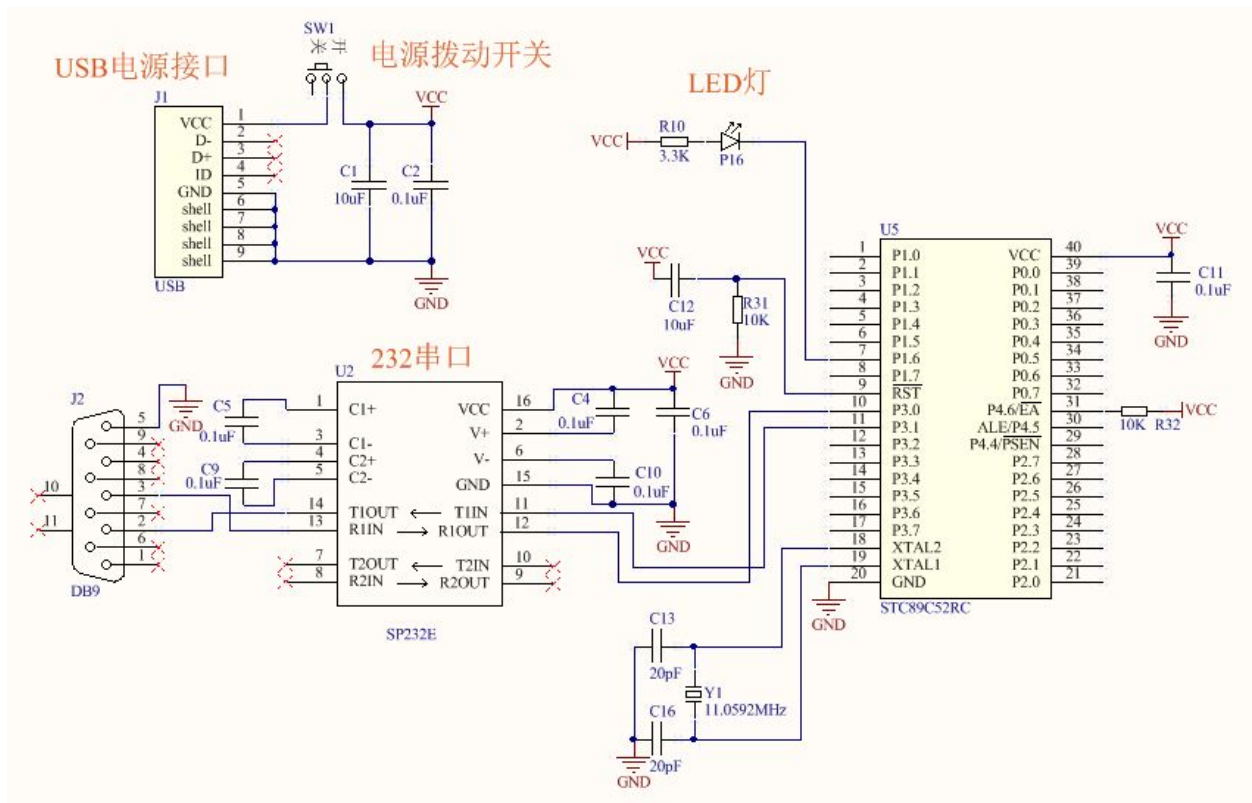 USB电源接口
SW1
关 开
电源拨动开关
J1
VCC 1
D- 2
D+ 3
ID 4
GND 5
shell 6
shell 7
shell 8
shell 9
USB
C1
10uF
C2
0.1uF
VCC
GND
LED灯
VCC
R10
3.3K
P16
VCC
C12
10uF
R31
10K
GND
U5
1 P1.0
2 P1.1
3 P1.2
4 P1.3
5 P1.4
6 P1.5
7 P1.6
8 P1.7
9 RST
10 P3.0
11 P3.1
12 P3.2
13 P3.3
14 P3.4
15 P3.5
16 P3.6
17 P3.7
18 XTAL2
19 XTAL1
20 GND
VCC 40
P0.0 39
P0.1 38
P0.2 37
P0.3 36
P0.4 35
P0.5 34
P0.6 33
P0.7 32
P4.6/EA 31
ALE/P4.5 30
P4.4/PSEN 29
P2.7 28
P2.6 27
P2.5 26
P2.4 25
P2.3 24
P2.2 23
P2.1 22
P2.0 21
STC89C52RC
GND
VCC
C11
0.1uF
GND
10K R32
VCC
232串口
U2
1 C1+
3 C1-
4 C2+
5 C2-
14 T1OUT
13 R1IN
7 T2OUT
8 R2IN
VCC 16
V+ 2
V- 6
GND 15
T1IN 11
R1OUT 12
T2IN 10
R2OUT 9
SP232E
C5
0.1uF
C9
0.1uF
C4
0.1uF
VCC
C6
0.1uF
C10
0.1uF
GND
J2
5
9
4
8
3
7
2
6
1
10
11
DB9
GND
C13
20pF
Y1
11.0592MHz
C16
20pF
GND